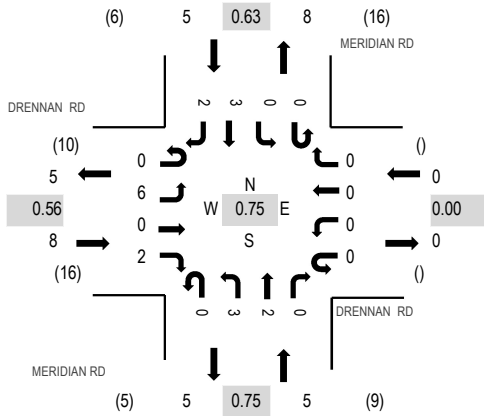 (6) 5 0.63 8 (16)
MERIDIAN RD
DRENNAN RD
2 3 0 0
(10)
5
0.56
8
(16)
0
6
0
2
N
W 0.75 E
S
0
0
0
0
()
0
0.00
0
()
0 3 2 0
DRENNAN RD
MERIDIAN RD
(5) 5 0.75 5 (9)